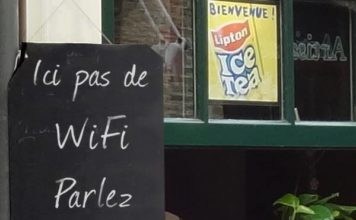 Ici pas de
WiFi
Parlez
BIENVENUE!
Lipton
ICE
TEA!